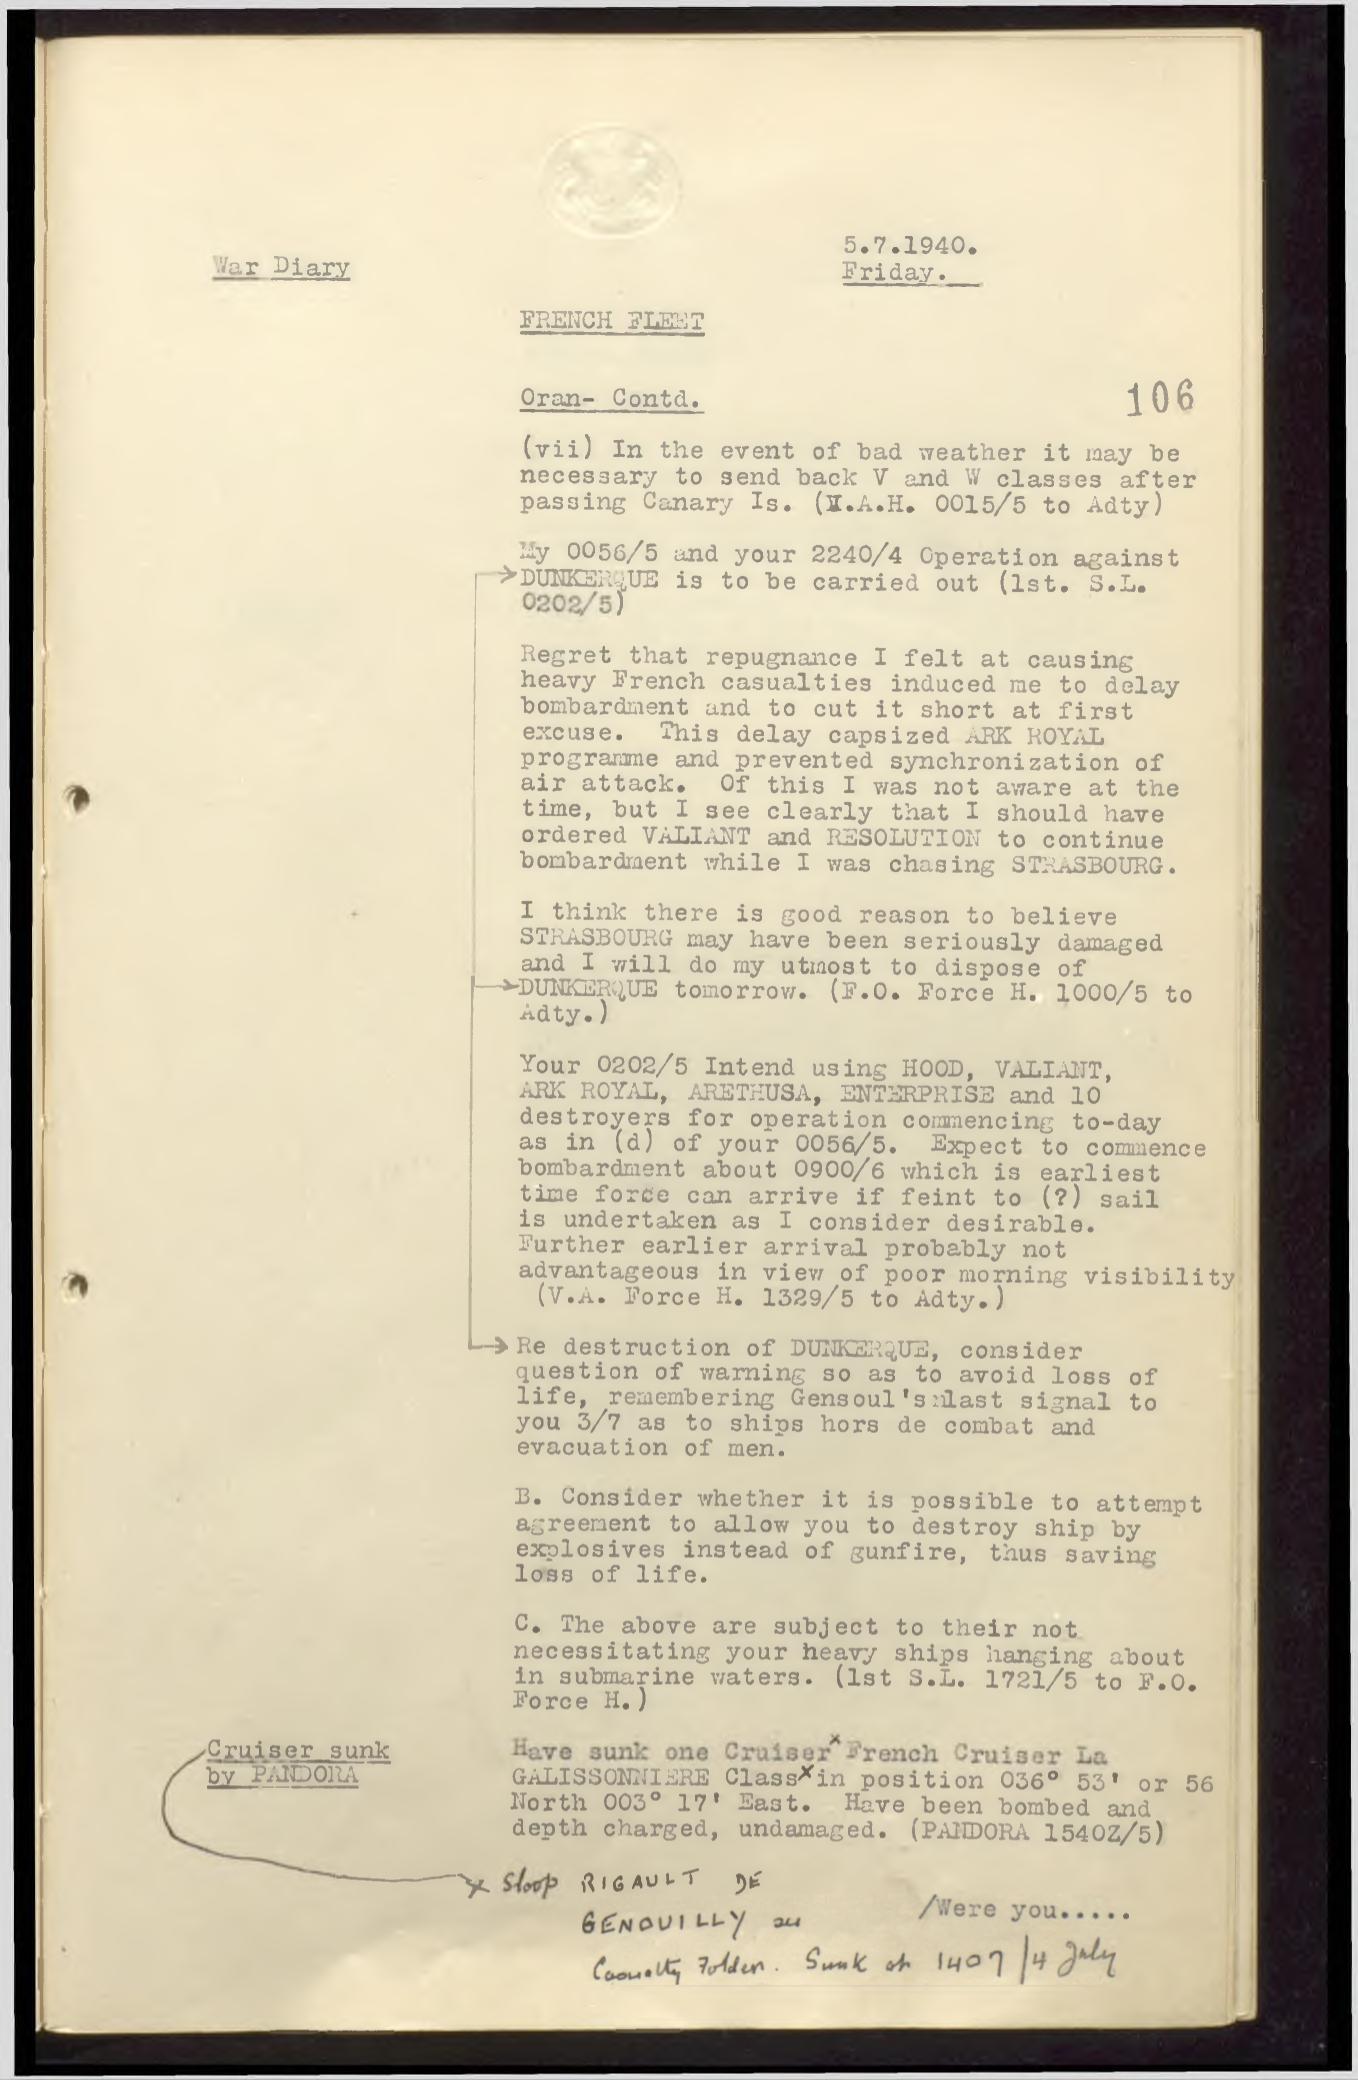 War Diary
5.7.1940.
Friday.
FRENCH FLEET
Oran- Contd.
106
(vii) In the event of bad weather it may be
necessary to send back V and W classes after
passing Canary Is. (H.A.H. 0015/5 to Adty)
My 0056/5 and your 2240/4 Operation against
DUNKERQUE is to be carried out (1st. S.L.
0202/5)
Regret that repugnance I felt at causing
heavy French casualties induced me to delay
bombardment and to cut it short at first
excuse. This delay capsized ARK ROYAL
programme and prevented synchronization of
air attack. Of this I was not aware at the
time, but I see clearly that I should have
ordered VALIANT and RESOLUTION to continue
bombardment while I was chasing STRASBOURG.
I think there is good reason to believe
STRASBOURG may have been seriously damaged
and I will do my utmost to dispose of
DUNKERQUE tomorrow. (F.O. Force H. 1000/5 to
Adty.)
Your 0202/5 Intend using HOOD, VALIANT,
ARK ROYAL, ARETHUSA, ENTERPRISE and 10
destroyers for operation commencing to-day
as in (d) of your 0056/5. Expect to commence
bombardment about 0900/6 which is earliest
time force can arrive if feint to (?) sail
is undertaken as I consider desirable.
Further earlier arrival probably not
advantageous in view of poor morning visibility
(V.A. Force H. 1329/5 to Adty.)
Re destruction of DUNKERQUE, consider
question of warning so as to avoid loss of
life, remembering Gensoul's last signal to
you 3/7 as to ships hors de combat and
evacuation of men.
B. Consider whether it is possible to attempt
agreement to allow you to destroy ship by
explosives instead of gunfire, thus saving
loss of life.
C. The above are subject to their not
necessitating your heavy ships hanging about
in submarine waters. (1st S.L. 1721/5 to F.O.
Force H.)
Cruiser sunk
by PANDORA
Have sunk one Cruiser x French Cruiser La
GALISSONNIERE Class x in position 036° 53' or 56
North 003° 17' East. Have been bombed and
depth charged, undamaged. (PANDORA 1540Z/5)
x Sloop RIGAULT DE
GENOUILLY see
Casualty Folder. Sunk at 1407/4 July
/Were you.....